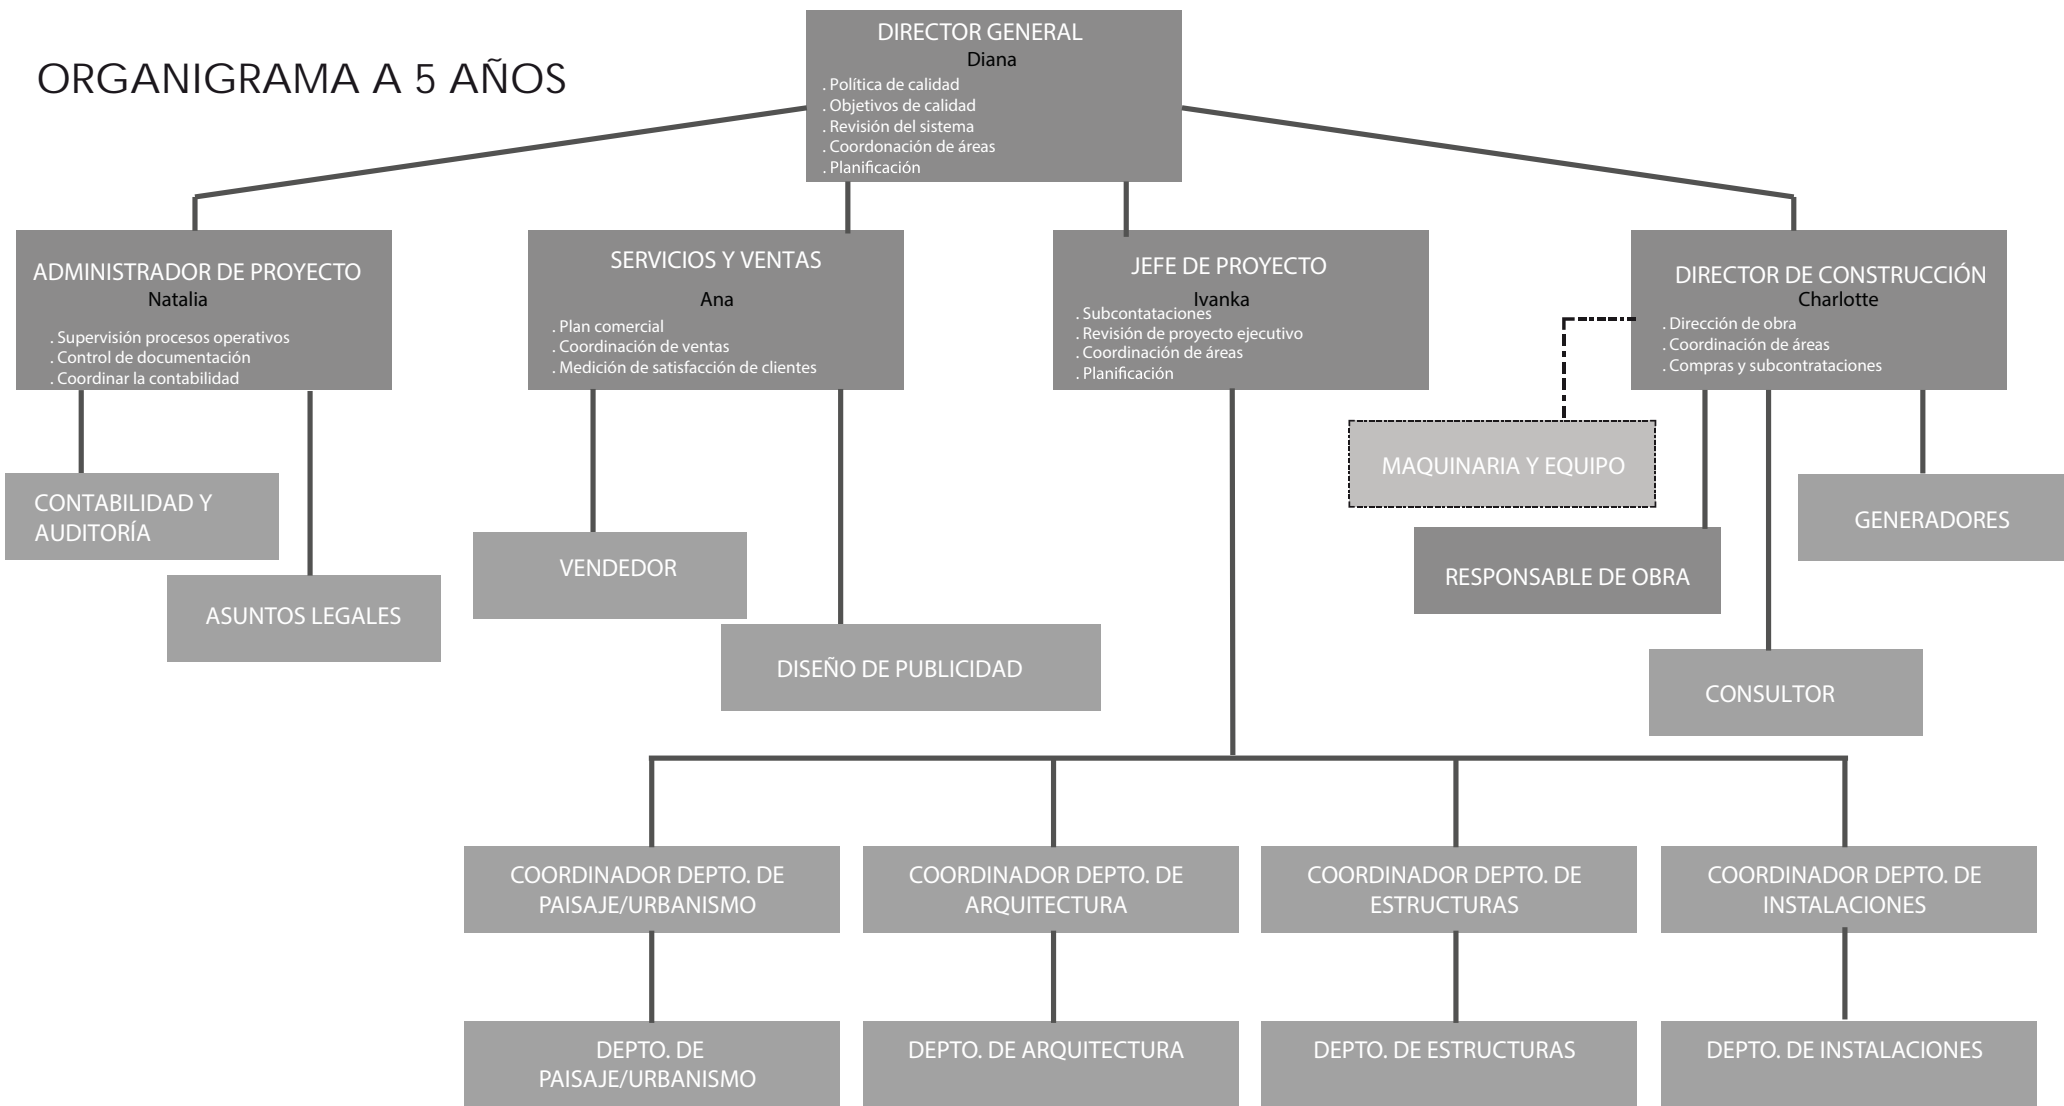 ORGANIGRAMA A 5 AÑOS
DIRECTOR GENERAL
Diana
. Política de calidad
. Objetivos de calidad
. Revisión del sistema
. Coordonación de áreas
. Planificación
ADMINISTRADOR DE PROYECTO
Natalia
. Supervisión procesos operativos
. Control de documentación
. Coordinar la contabilidad
SERVICIOS Y VENTAS
Ana
. Plan comercial
. Coordinación de ventas
. Medición de satisfacción de clientes
JEFE DE PROYECTO
Ivanka
. Subcontataciones
. Revisión de proyecto ejecutivo
. Coordinación de áreas
. Planificación
DIRECTOR DE CONSTRUCCIÓN
Charlotte
. Dirección de obra
. Coordinación de áreas
. Compras y subcontrataciones
CONTABILIDAD Y
AUDITORÍA
ASUNTOS LEGALES
VENDEDOR
DISEÑO DE PUBLICIDAD
MAQUINARIA Y EQUIPO
RESPONSABLE DE OBRA
GENERADORES
CONSULTOR
COORDINADOR DEPTO. DE
PAISAJE/URBANISMO
COORDINADOR DEPTO. DE
ARQUITECTURA
COORDINADOR DEPTO. DE
ESTRUCTURAS
COORDINADOR DEPTO. DE
INSTALACIONES
DEPTO. DE
PAISAJE/URBANISMO
DEPTO. DE ARQUITECTURA
DEPTO. DE ESTRUCTURAS
DEPTO. DE INSTALACIONES